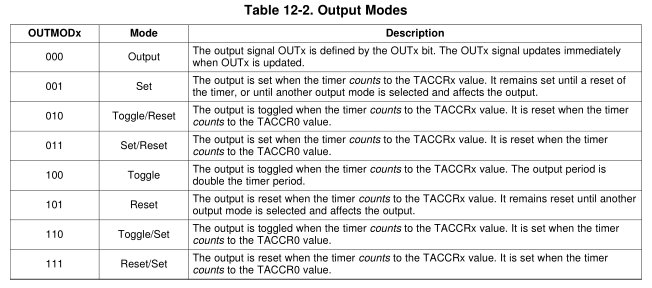 Table 12-2. Output Modes
OUTMODx Mode Description
000 Output The output signal OUTx is defined by the OUTx bit. The OUTx signal updates immediately
when OUTx is updated.
001 Set The output is set when the timer counts to the TACCRx value. It remains set until a reset of
the timer, or until another output mode is selected and affects the output.
010 Toggle/Reset The output is toggled when the timer counts to the TACCRx value. It is reset when the timer
counts to the TACCR0 value.
011 Set/Reset The output is set when the timer counts to the TACCRx value. It is reset when the timer
counts to the TACCR0 value.
100 Toggle The output is toggled when the timer counts to the TACCRx value. The output period is
double the timer period.
101 Reset The output is reset when the timer counts to the TACCRx value. It remains reset until another
output mode is selected and affects the output.
110 Toggle/Set The output is toggled when the timer counts to the TACCRx value. It is set when the timer
counts to the TACCR0 value.
111 Reset/Set The output is reset when the timer counts to the TACCRx value. It is set when the timer
counts to the TACCR0 value.